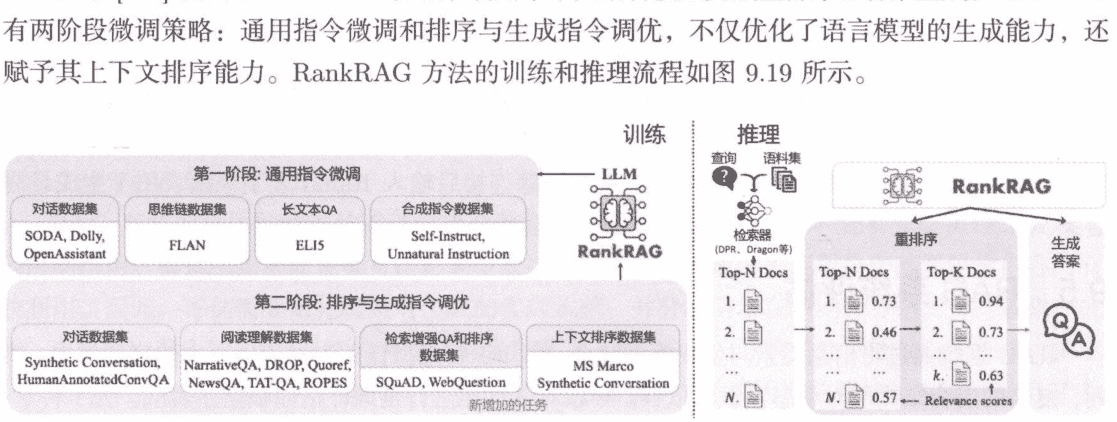 有两阶段微调策略：通用指令微调和排序与生成指令调优，不仅优化了语言模型的生成能力，还
赋予其上下文排序能力。RankRAG 方法的训练和推理流程如图 9.19 所示。
训练
第一阶段: 通用指令微调
对话数据集
SODA, Dolly,
OpenAssistant
思维链数据集
FLAN
长文本QA
ELI5
合成指令数据集
Self-Instruct,
Unnatural Instruction
LLM
RankRAG
第二阶段: 排序与生成指令调优
对话数据集
Synthetic Conversation,
HumanAnnotatedConvQA
阅读理解数据集
NarrativeQA, DROP, Quoref,
NewsQA, TAT-QA, ROPES
检索增强QA和排序
数据集
SQuAD, WebQuestion
上下文排序数据集
MS Marco
Synthetic Conversation
新增加的任务
推理
查询
语料集
?
检索器
(DPR、Dragon等)
Top-N Docs
1.
2.
...
...
N.
RankRAG
重排序
Top-N Docs
1. 0.73
2. 0.46
... ...
... ...
N. 0.57
Top-K Docs
1. 0.94
2. 0.73
... ...
k. 0.63
Relevance scores
生成
答案
Q
A